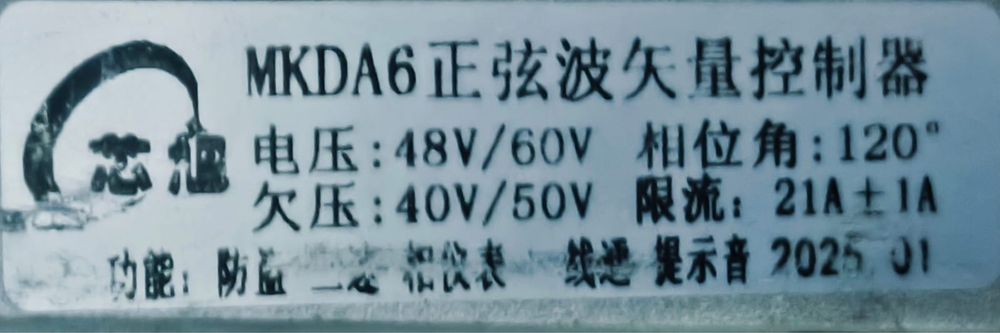 MKDA6正弦波矢量控制器
芯
电压:48V/60V 相位角:120°
欠压:40V/50V 限流: 21A±1A
功能: 防盗 仪表 线 提示音 2025.01